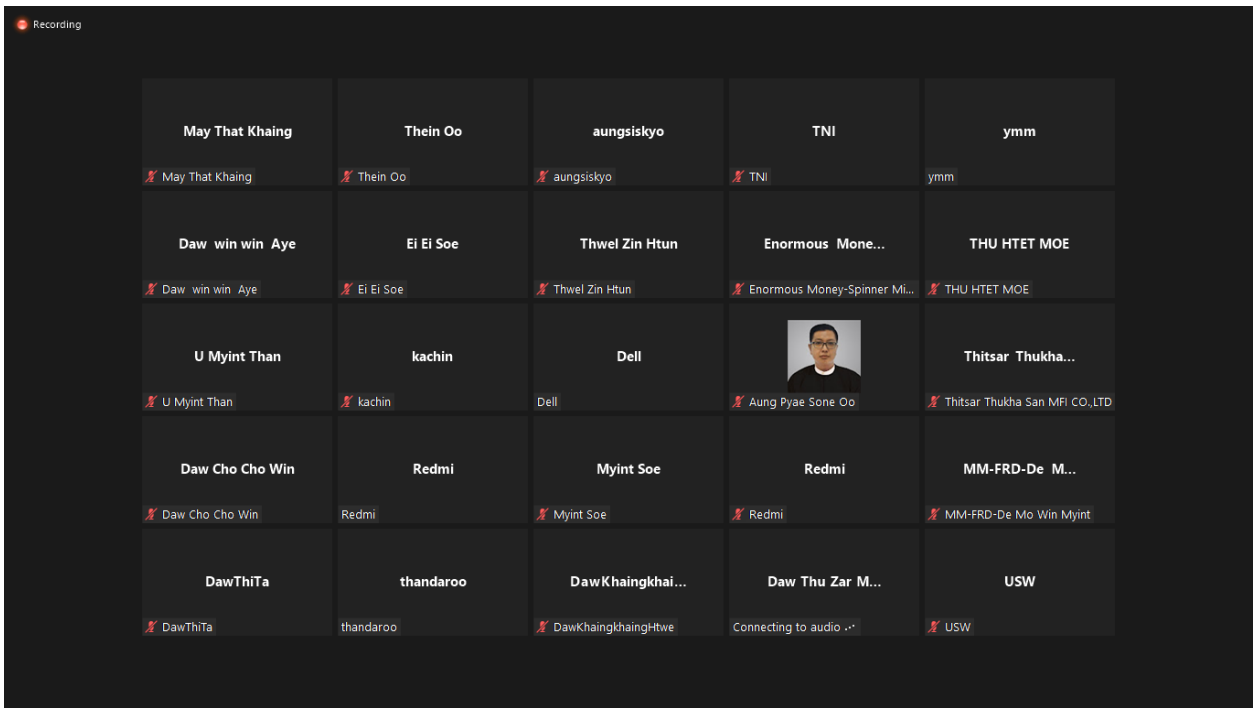 Recording
May That Khaing
Thein Oo
aungsiskyo
TNI
ymm
May That Khaing
Thein Oo
aungsiskyo
TNI
ymm
Daw win win Aye
Ei Ei Soe
Thwel Zin Htun
Enormous Mone...
THU HTET MOE
Daw win win Aye
Ei Ei Soe
Thwel Zin Htun
Enormous Money-Spinner Mi...
THU HTET MOE
U Myint Than
kachin
Dell
Thitsar Thukha...
U Myint Than
kachin
Dell
Aung Pyae Sone Oo
Thitsar Thukha San MFI CO.,LTD
Daw Cho Cho Win
Redmi
Myint Soe
Redmi
MM-FRD-De M...
Daw Cho Cho Win
Redmi
Myint Soe
Redmi
MM-FRD-De Mo Win Myint
DawThiTa
thandaroo
DawKhaingkhai...
Daw Thu Zar M...
USW
DawThiTa
thandaroo
DawKhaingkhaingHtwe
Connecting to audio
USW